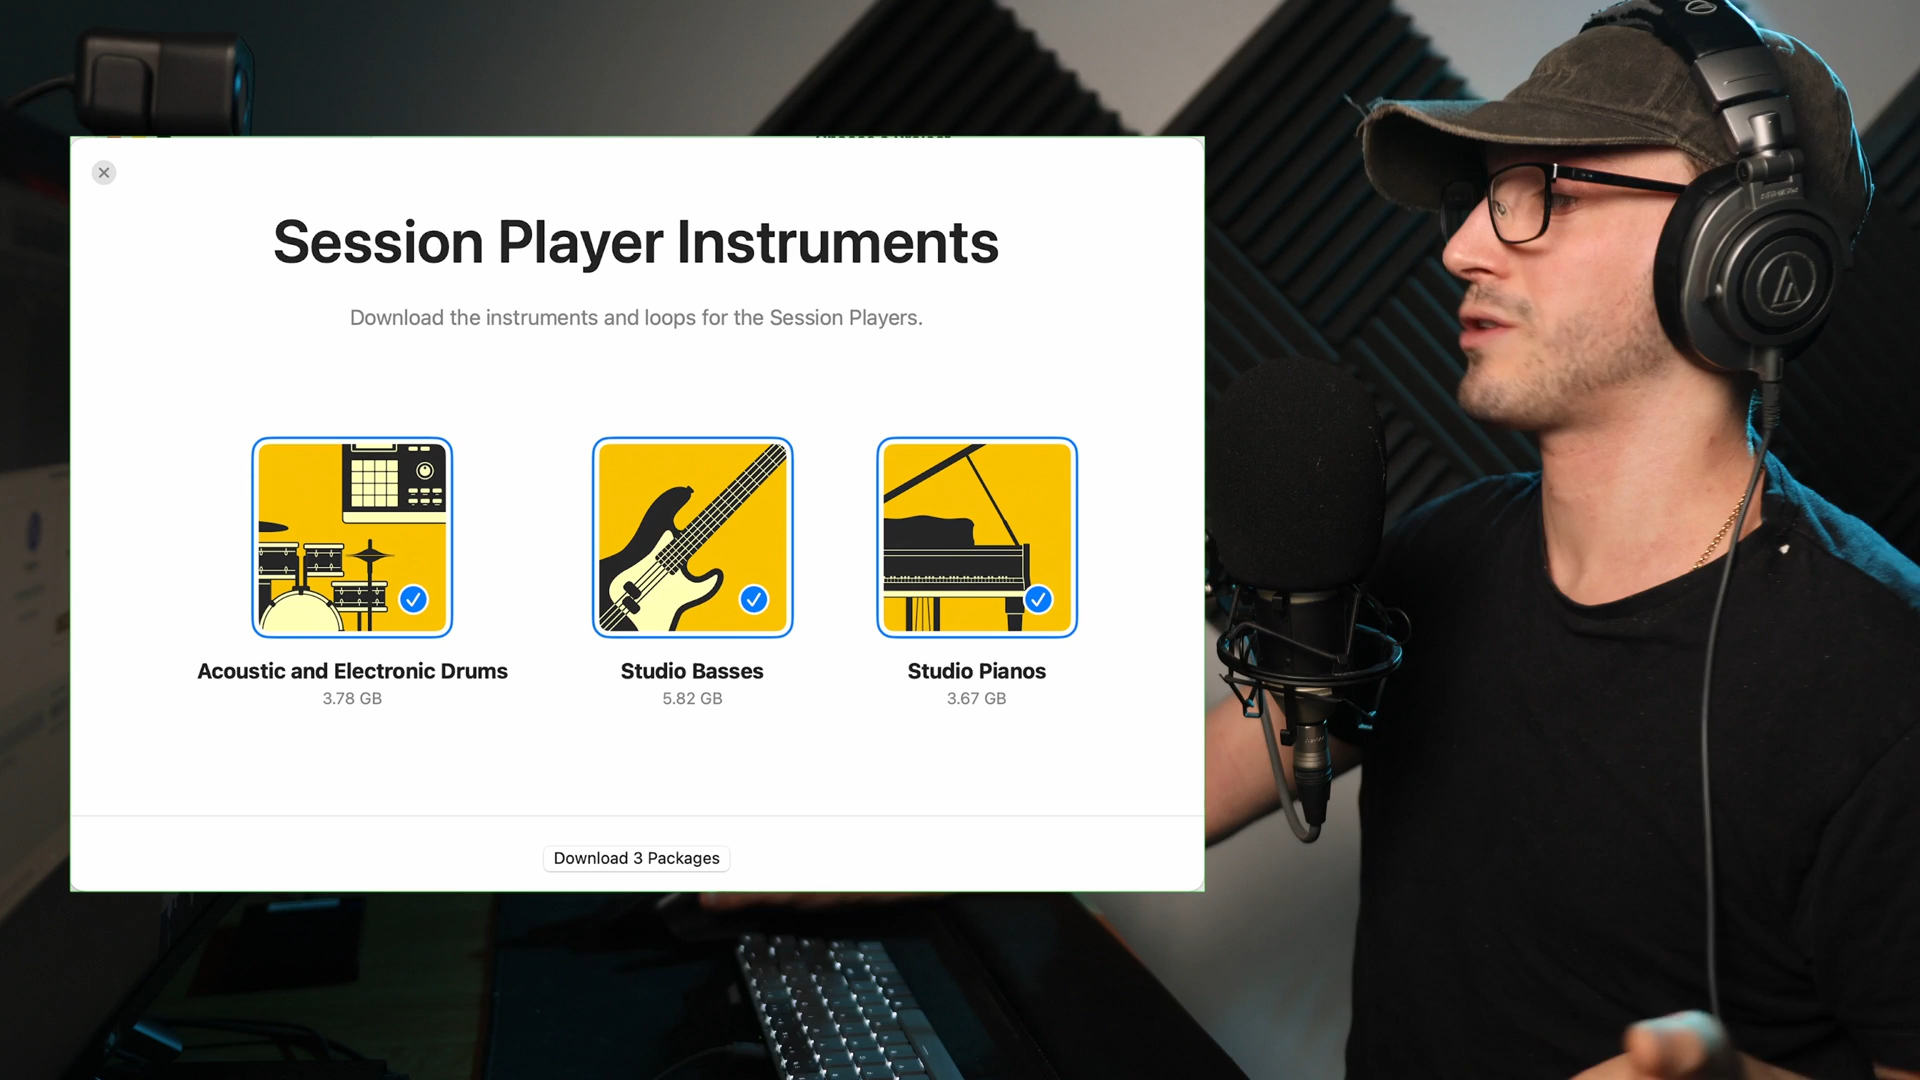 Session Player Instruments
Download the instruments and loops for the Session Players.
Acoustic and Electronic Drums
3.78 GB
Studio Basses
5.82 GB
Studio Pianos
3.67 GB
Download 3 Packages